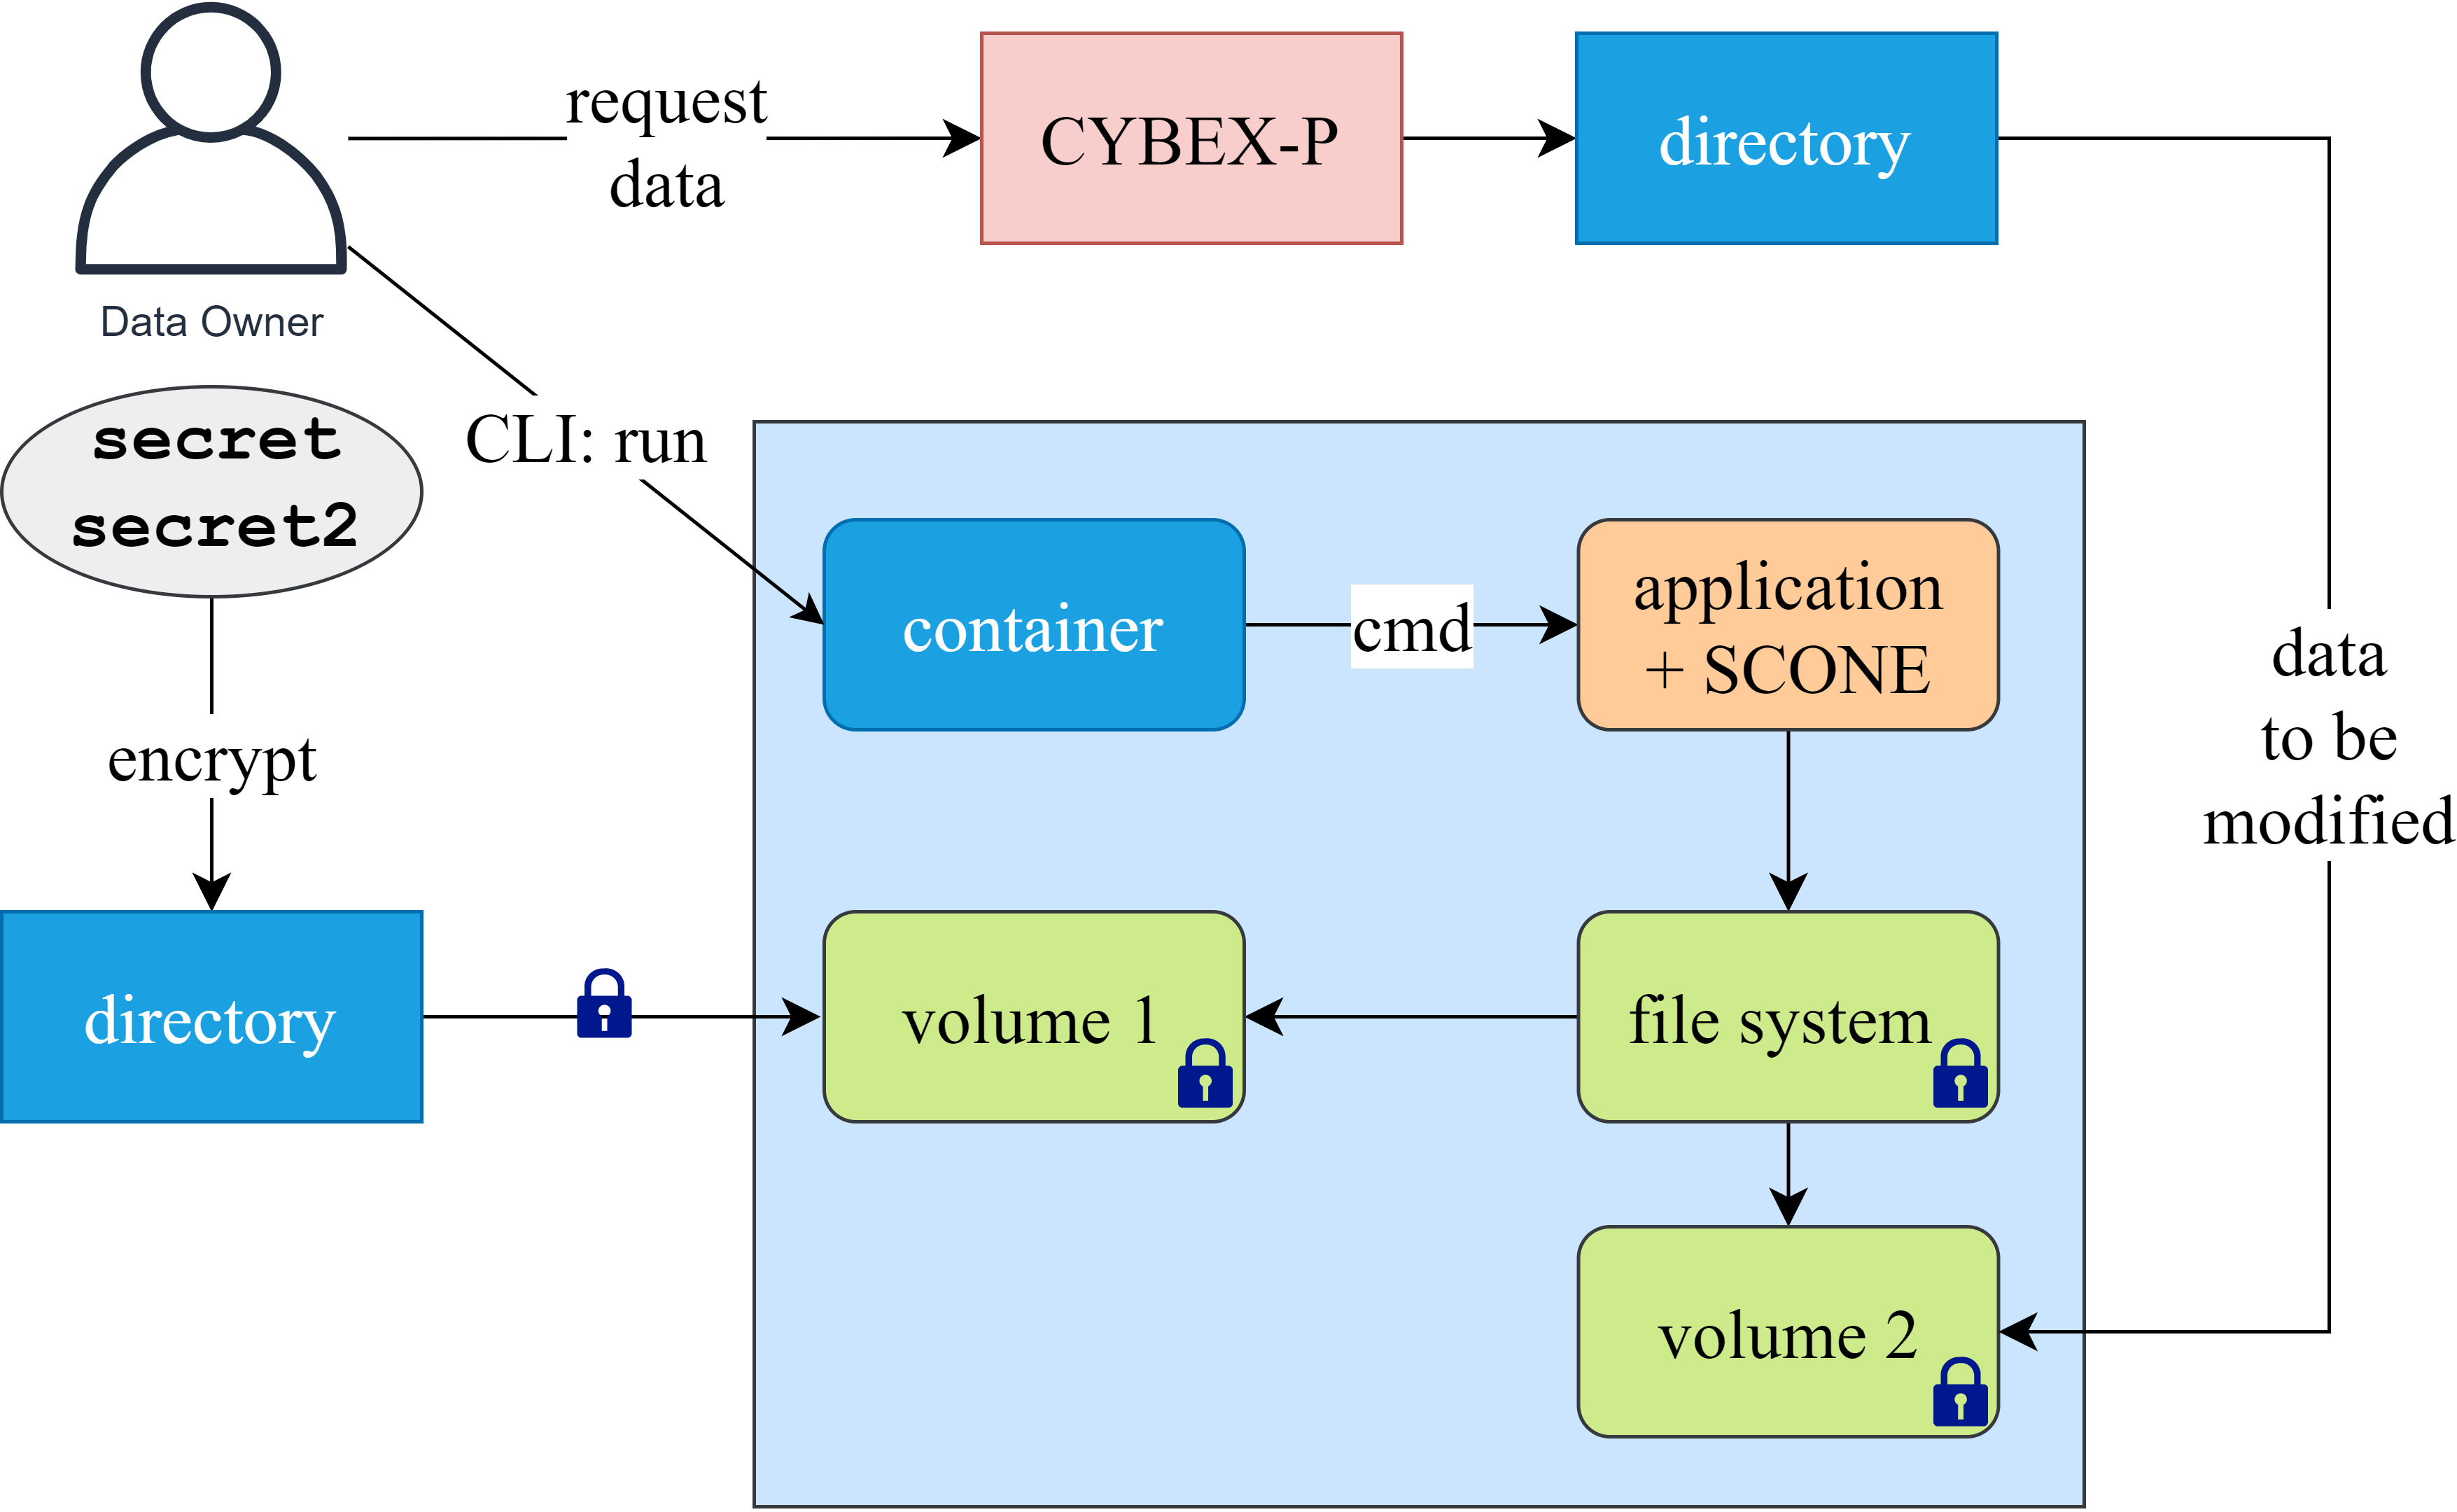 request
data
CYBEX-P
directory
Data Owner
secret
secret2
CLI: run
container
cmd
application
+ SCONE
data
to be
modified
encrypt
directory
volume 1
file system
volume 2